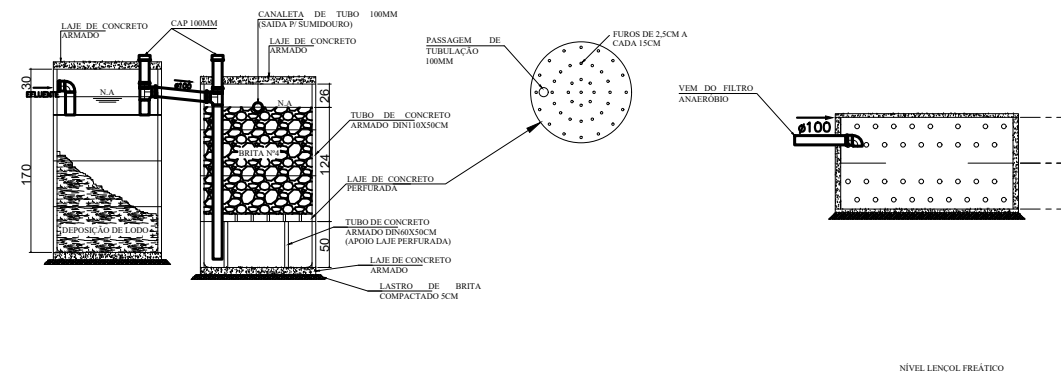 LAJE DE CONCRETO
ARMADO
CAP 100MM
CANALETA DE TUBO 100MM
(SAIDA P/ SUMIDOURO)
LAJE DE CONCRETO
ARMADO
30
EFLUENTE
N.A
ø100
170
DEPOSIÇÃO DE LODO
N.A
BRITA Nº4
26
124
50
TUBO DE CONCRETO
ARMADO DIN110X50CM
LAJE DE CONCRETO
PERFURADA
TUBO DE CONCRETO
ARMADO DIN60X50CM
(APOIO LAJE PERFURADA)
LAJE DE CONCRETO
ARMADO
LASTRO DE BRITA
COMPACTADO 5CM
PASSAGEM DE
TUBULAÇÃO
100MM
FUROS DE 2,5CM A
CADA 15CM
VEM DO FILTRO
ANAERÓBIO
ø100
NÍVEL LENÇOL FREÁTICO